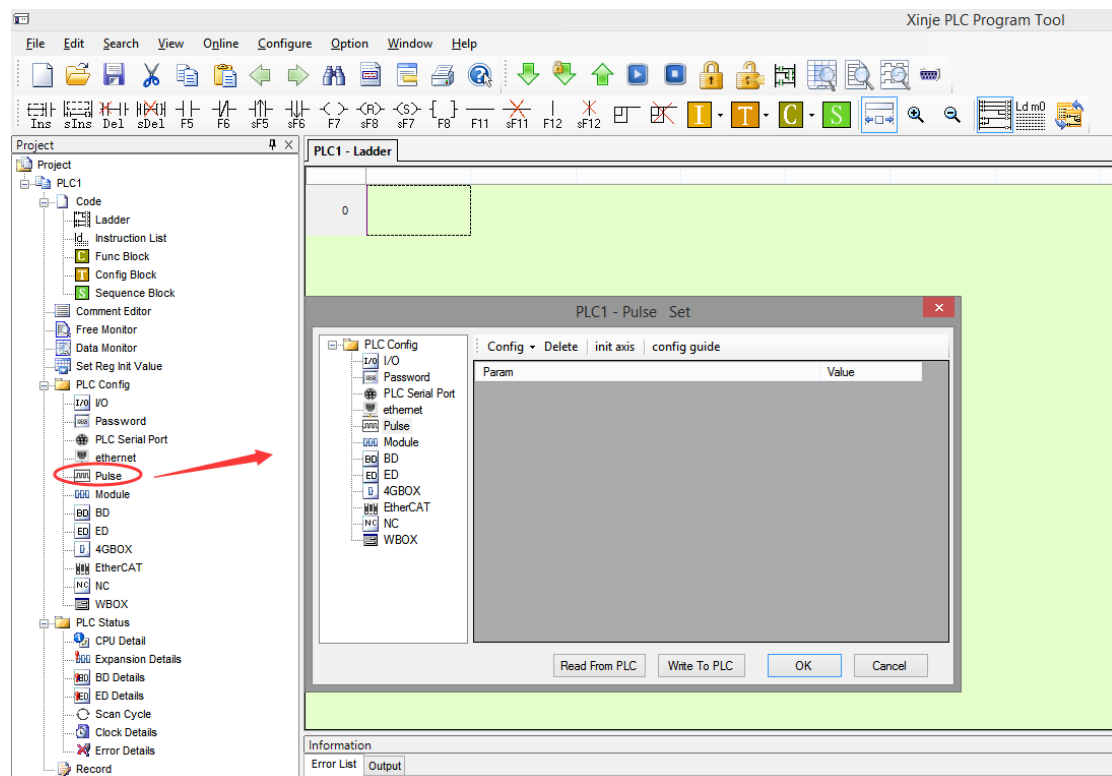 Xinje PLC Program Tool
File Edit Search View Online Configure Option Window Help
Ins sIns Del sDel F5 F6 sF5 sF6 F7 sF8 sF7 F8 F11 sF11 F12 sF12 I T C S Ld m0
Project
PLC1 - Ladder
Project
PLC1
Code
Ladder
Instruction List
Func Block
Config Block
Sequence Block
Comment Editor
Free Monitor
Data Monitor
Set Reg Init Value
PLC Config
I/O
Password
PLC Serial Port
ethernet
Pulse
Module
BD
ED
4GBOX
EtherCAT
NC
WBOX
PLC Status
CPU Detail
Expansion Details
BD Details
ED Details
Scan Cycle
Clock Details
Error Details
Record
0
PLC1 - Pulse Set
PLC Config
I/O
Password
PLC Serial Port
ethernet
Pulse
Module
BD
ED
4GBOX
EtherCAT
NC
WBOX
Config Delete init axis config guide
Param Value
Read From PLC Write To PLC OK Cancel
Information
Error List Output